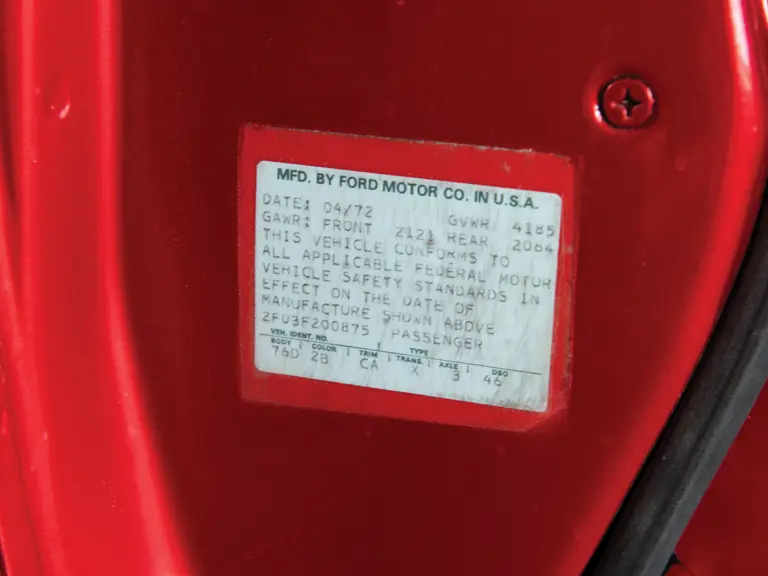 MFD. BY FORD MOTOR CO. IN U.S.A.
DATE: 04/72 GVWR 4185
GAWR: FRONT 2121 REAR 2064
THIS VEHICLE CONFORMS TO
ALL APPLICABLE FEDERAL MOTOR
VEHICLE SAFETY STANDARDS IN
EFFECT ON THE DATE OF
MANUFACTURE SHOWN ABOVE
2F03F200875 PASSENGER
VEH. IDENT. NO. TYPE
BODY COLOR TRIM TRANS. AXLE DSO
76D 2B CA X 3 46